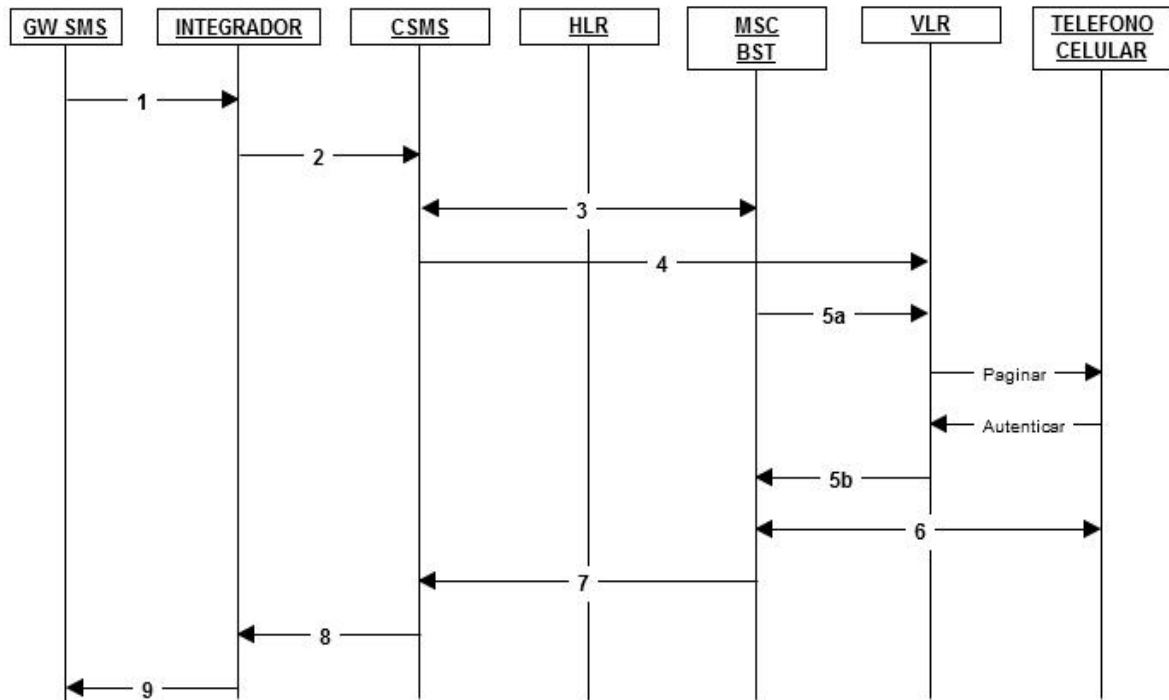 GW SMS
INTEGRADOR
CSMS
HLR
MSC
BST
VLR
TELEFONO
CELULAR
1
2
3
4
5a
Paginar
Autenticar
5b
6
7
8
9